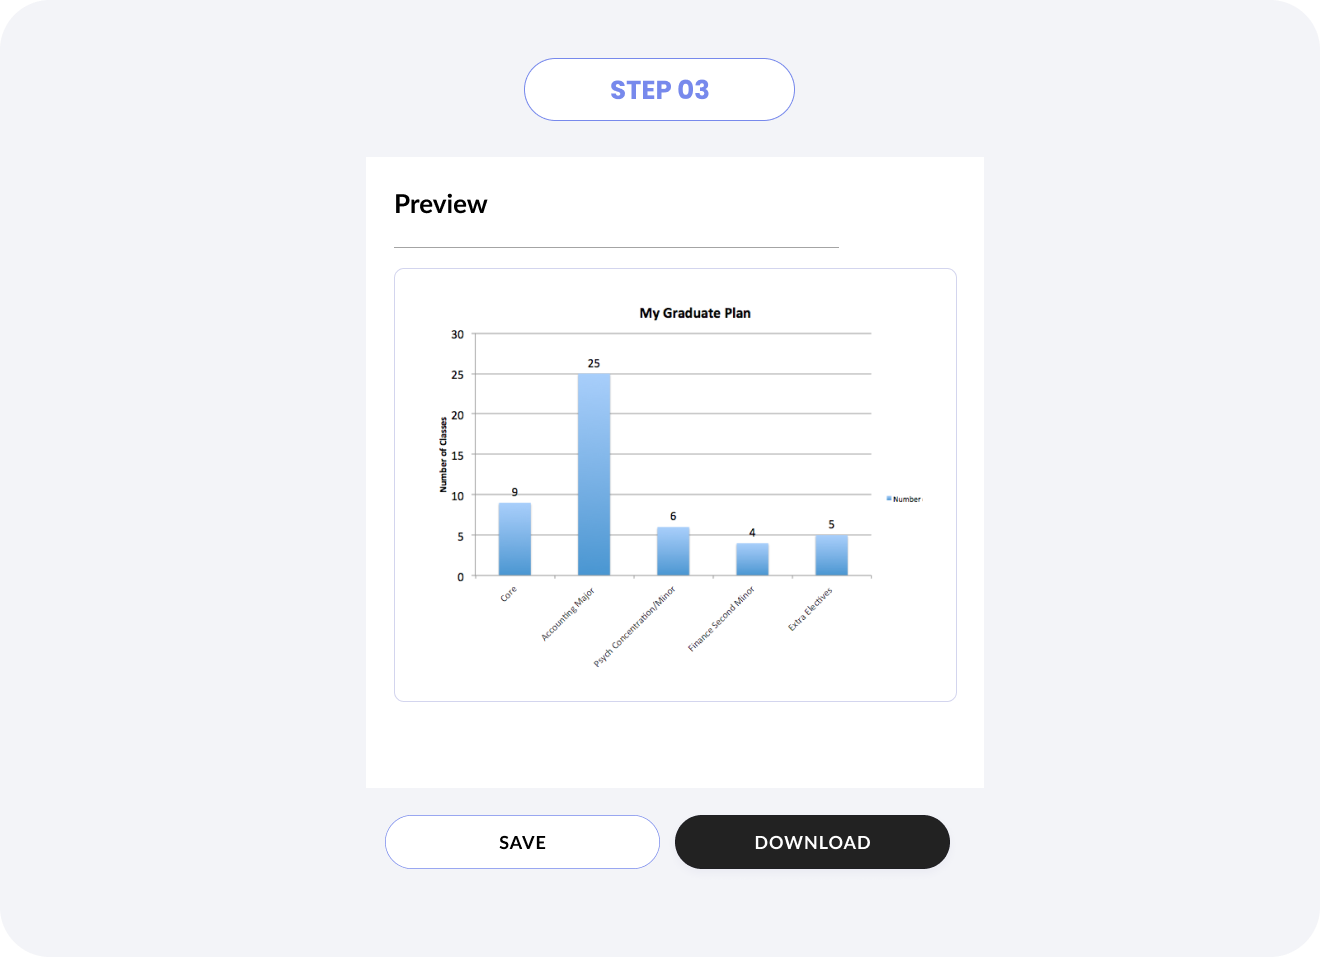 STEP 03
Preview
My Graduate Plan
30
25
20
15
10
5
0
Number of Classes
9
25
6
4
5
Core
Accounting Major
Psych Concentration/Minor
Finance Second Minor
Extra Electives
Number
SAVE
DOWNLOAD